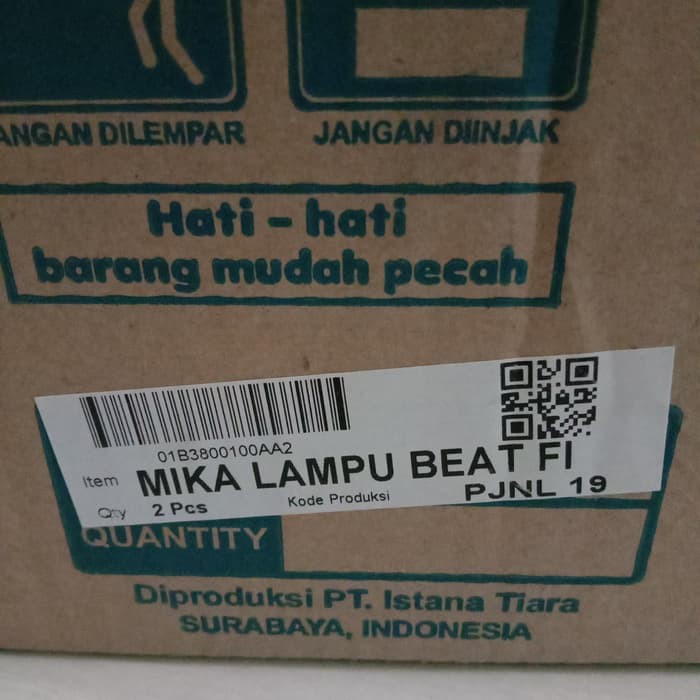 ANGAN DILEMPAR
JANGAN DIINJAK
Hati - hati
barang mudah pecah
01B3800100AA2
Item MIKA LAMPU BEAT FI
Qty 2 Pcs Kode Produksi PJNL 19
QUANTITY
Diproduksi PT. Istana Tiara
SURABAYA, INDONESIA